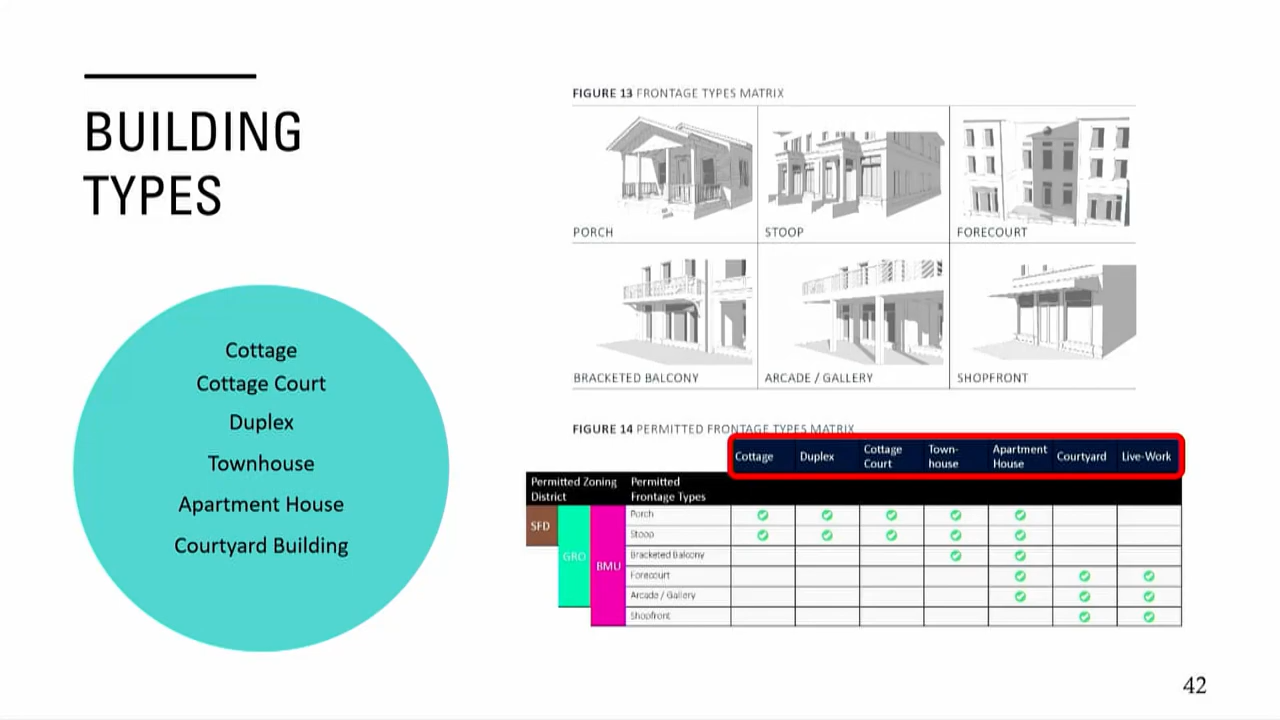 BUILDING
TYPES
Cottage
Cottage Court
Duplex
Townhouse
Apartment House
Courtyard Building
FIGURE 13 FRONTAGE TYPES MATRIX
PORCH
STOOP
FORECOURT
BRACKETED BALCONY
ARCADE / GALLERY
SHOPFRONT
FIGURE 14 PERMITTED FRONTAGE TYPES MATRIX
Cottage
Duplex
Cottage
Court
Town-
house
Apartment
House
Courtyard
Live-Work
Permitted Zoning
District
Permitted
Frontage Types
SFD
GRO
BMU
Porch
Stoop
Bracketed Balcony
Forecourt
Arcade / Gallery
Shopfront
42